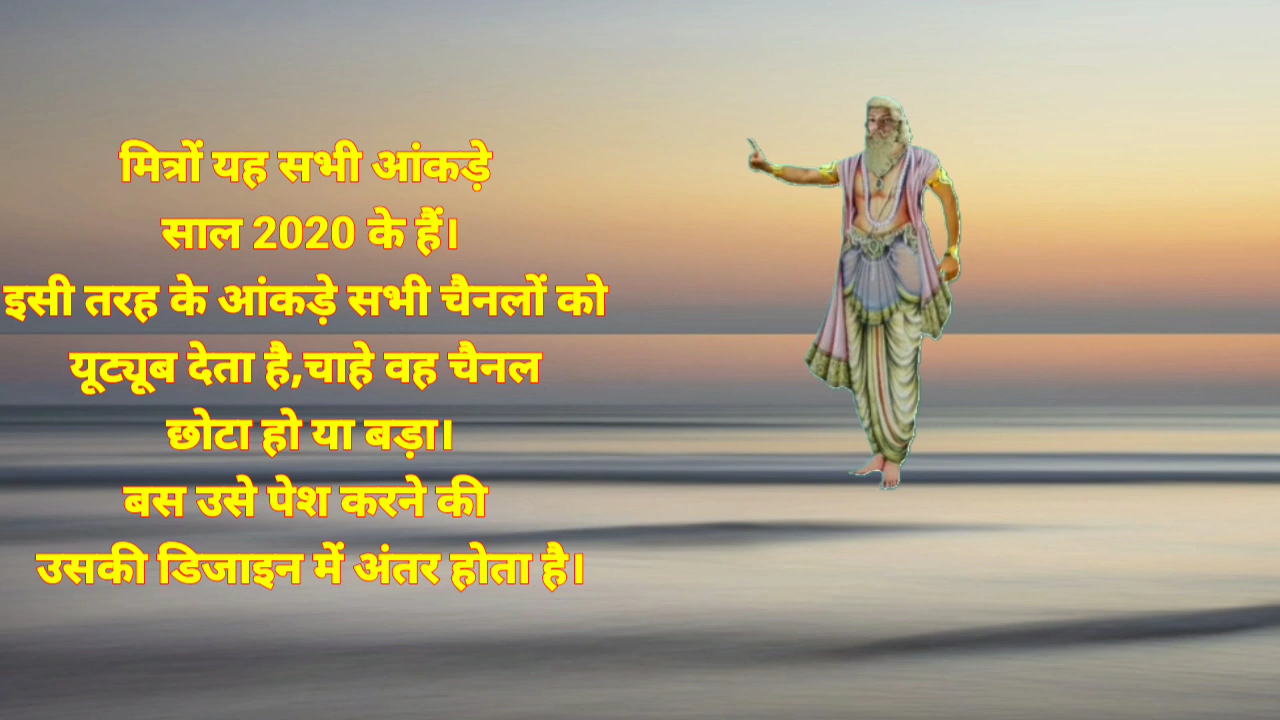 मित्रों यह सभी आंकड़े
साल 2020 के हैं।
इसी तरह के आंकड़े सभी चैनलों को
यूट्यूब देता है,चाहे वह चैनल
छोटा हो या बड़ा।
बस उसे पेश करने की
उसकी डिजाइन में अंतर होता है।